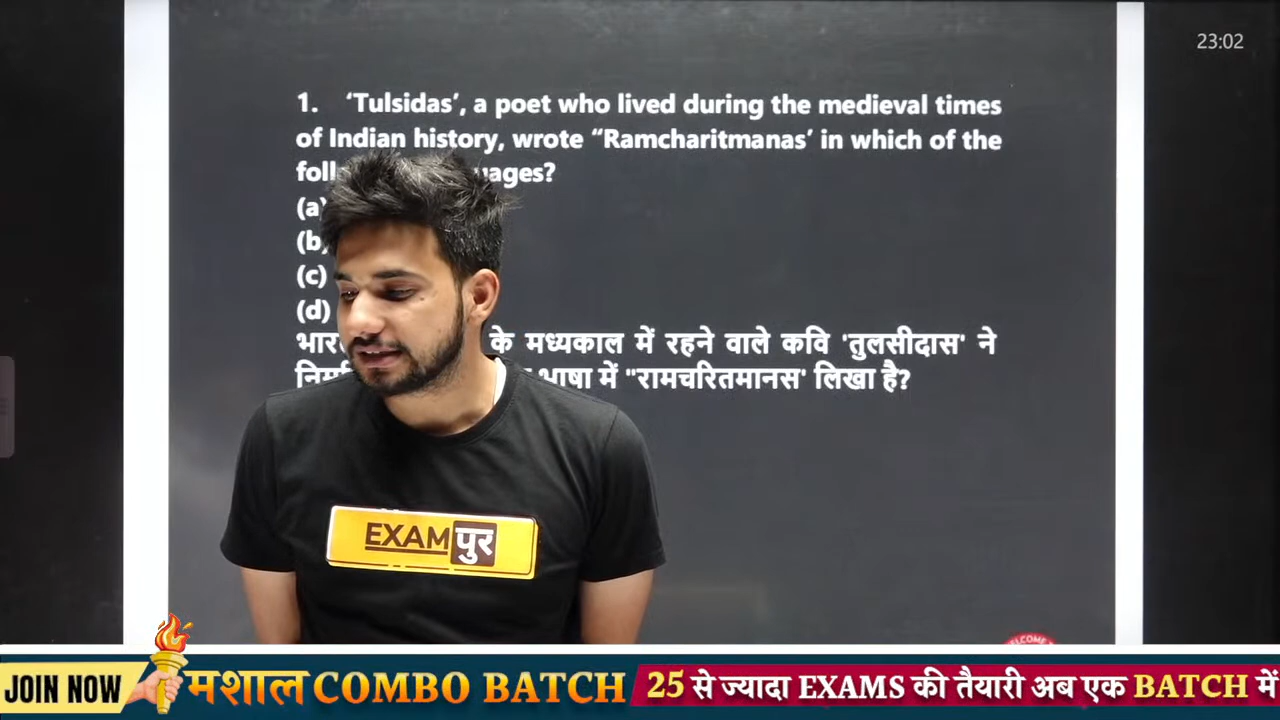 23:02
1. ‘Tulsidas’, a poet who lived during the medieval times
of Indian history, wrote “Ramcharitmanas’ in which of the
(a)
(b)
(c)
(d)
के मध्यकाल में रहने वाले कवि 'तुलसीदास' ने
भाषा में "रामचरितमानस' लिखा है?
EXAMपुर
JOIN NOW मशाल COMBO BATCH 25 से ज्यादा EXAMS की तैयारी अब एक BATCH में